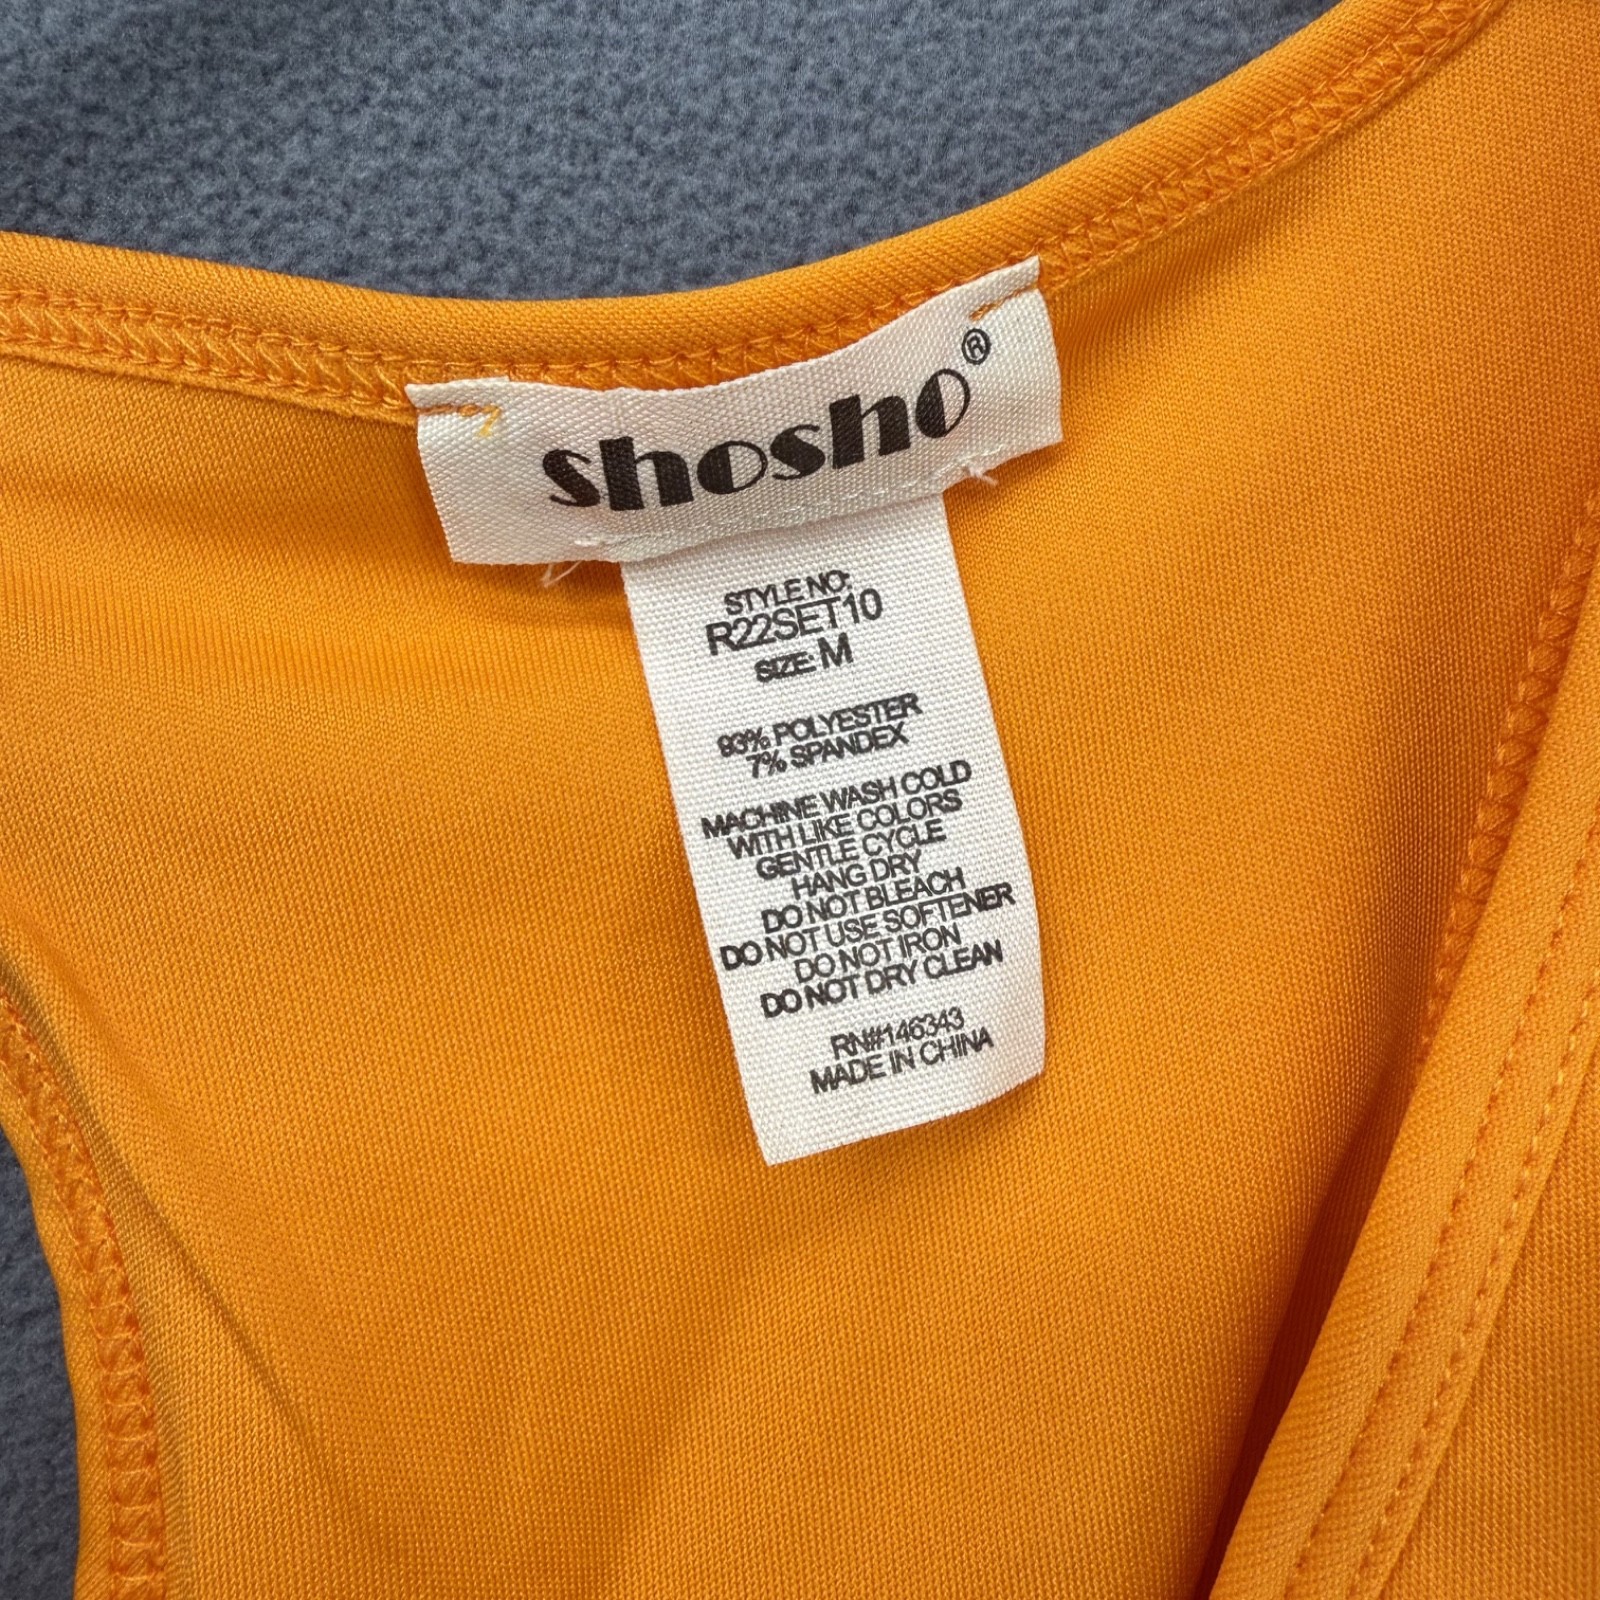 shosho®
STYLE NO:
R22SET10
SIZE: M
93% POLYESTER
7% SPANDEX
MACHINE WASH COLD
WITH LIKE COLORS
GENTLE CYCLE
HANG DRY
DO NOT BLEACH
DO NOT USE SOFTENER
DO NOT IRON
DO NOT DRY CLEAN
RN#146343
MADE IN CHINA